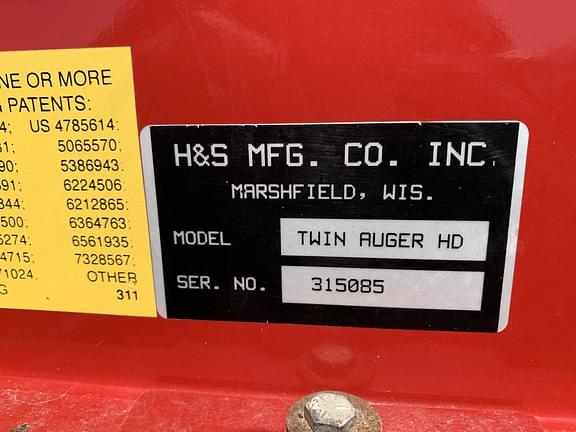 NE OR MORE
PATENTS:
4; US 4785614;
5065570;
5386943;
6224506;
6212865;
6364763;
6561935;
7328567;
OTHER
311
H&S MFG. CO. INC.
MARSHFIELD, WIS.
MODEL TWIN AUGER HD
SER. NO. 315085